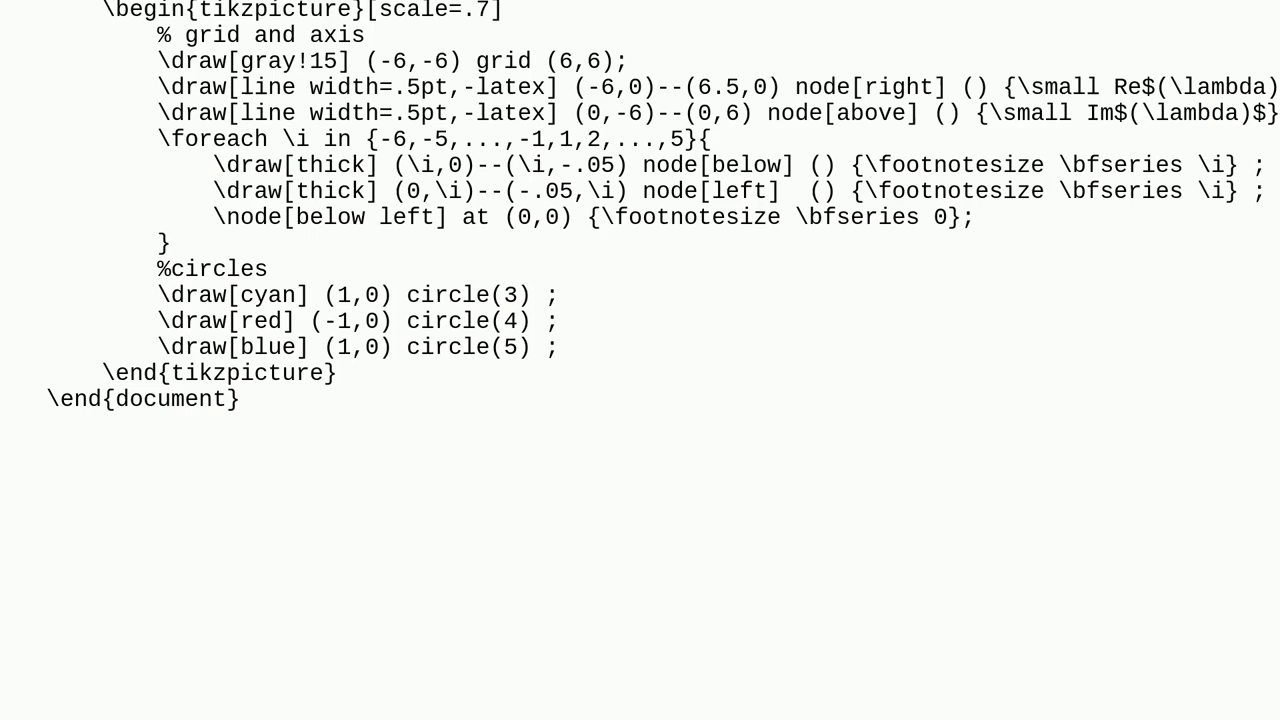 \begin{tikzpicture}[scale=.7]
% grid and axis
\draw[gray!15] (-6,-6) grid (6,6);
\draw[line width=.5pt,-latex] (-6,0)--(6.5,0) node[right] () {\small Re$(\lambda)
\draw[line width=.5pt,-latex] (0,-6)--(0,6) node[above] () {\small Im$(\lambda)$}
\foreach \i in {-6,-5,...,-1,1,2,...,5}{
\draw[thick] (\i,0)--(\i,-.05) node[below] () {\footnotesize \bfseries \i} ;
\draw[thick] (0,\i)--(-.05,\i) node[left]  () {\footnotesize \bfseries \i} ;
\node[below left] at (0,0) {\footnotesize \bfseries 0};
}
%circles
\draw[cyan] (1,0) circle(3) ;
\draw[red] (-1,0) circle(4) ;
\draw[blue] (1,0) circle(5) ;
\end{tikzpicture}
\end{document}